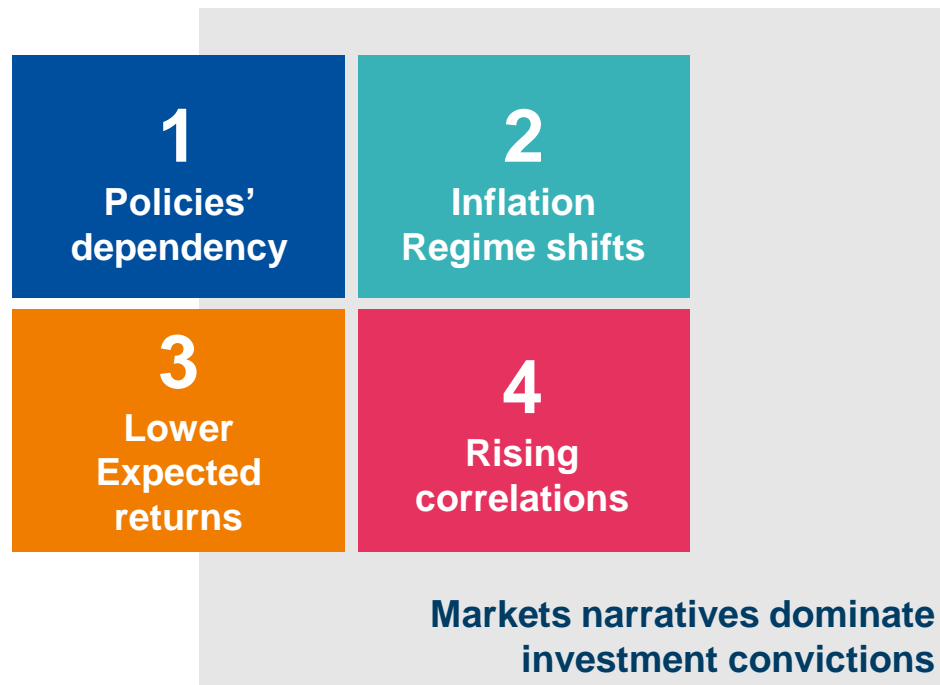 1
Policies’
dependency
2
Inflation
Regime shifts
3
Lower
Expected
returns
4
Rising
correlations
Markets narratives dominate
investment convictions